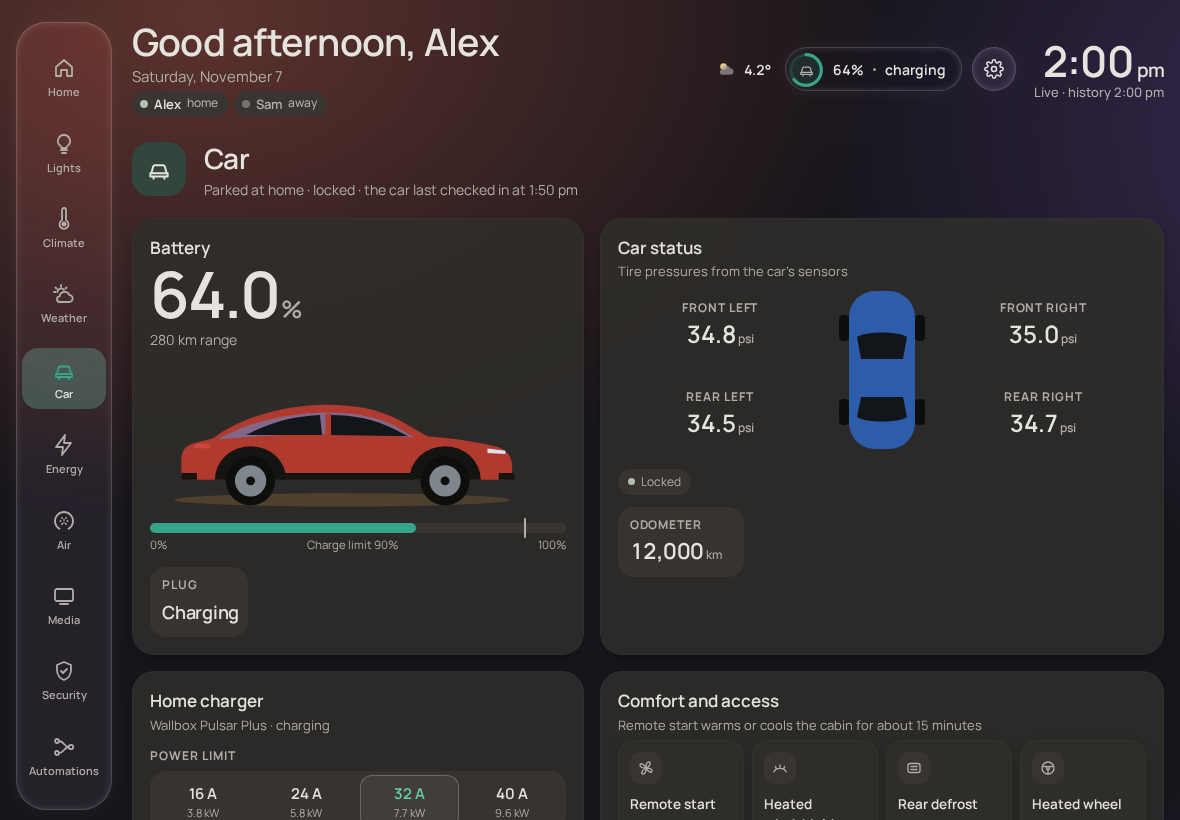 Good afternoon, Alex
Saturday, November 7
Alex home
Sam away
4.2°
64% · charging
2:00 pm
Live · history 2:00 pm
Home
Lights
Climate
Weather
Car
Energy
Air
Media
Security
Automations
Car
Parked at home · locked · the car last checked in at 1:50 pm
Battery
64.0%
280 km range
0%
Charge limit 90%
100%
PLUG
Charging
Car status
Tire pressures from the car's sensors
FRONT LEFT
34.8 psi
FRONT RIGHT
35.0 psi
REAR LEFT
34.5 psi
REAR RIGHT
34.7 psi
Locked
ODOMETER
12,000 km
Home charger
Wallbox Pulsar Plus · charging
POWER LIMIT
16 A
3.8 kW
24 A
5.8 kW
32 A
7.7 kW
40 A
9.6 kW
Comfort and access
Remote start warms or cools the cabin for about 15 minutes
Remote start
Heated
Rear defrost
Heated wheel